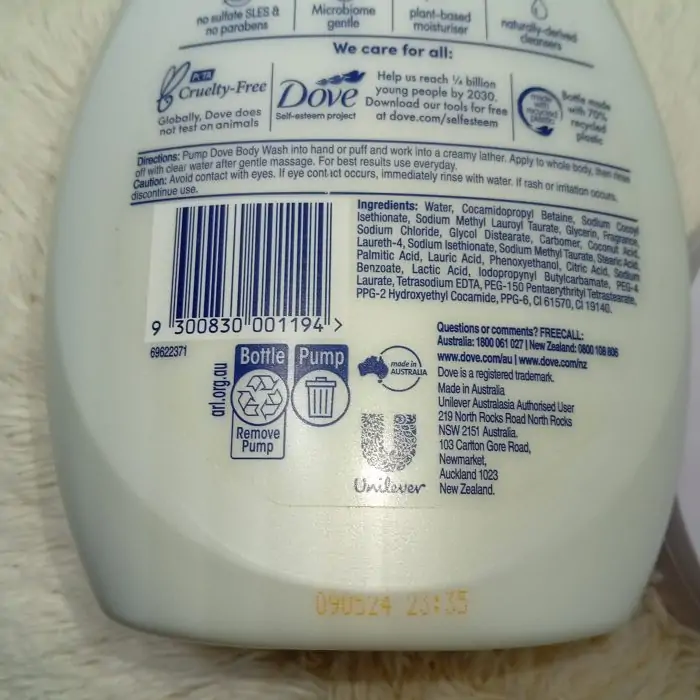 no sulfate SLES &
no parabens
Microbiome
gentle
plant-based
moisturiser
naturally-derived
cleansers
We care for all:
PETA
Cruelty-Free
Globally, Dove does
not test on animals
Dove
Self-esteem project
Help us reach ¼ billion
young people by 2030.
Download our tools for free
at dove.com/selfesteem
made with
recycled
plastic
Bottle made
with 70%
recycled
plastic
Directions: Pump Dove Body Wash into hand or puff and work into a creamy lather. Apply to whole body, then rinse
off with clear water after gentle massage. For best results use everyday.
Caution: Avoid contact with eyes. If eye contact occurs, immediately rinse with water. If rash or irritation occurs,
discontinue use.
Ingredients: Water, Cocamidopropyl Betaine, Sodium Cocoyl
Isethionate, Sodium Methyl Lauroyl Taurate, Glycerin, Fragrance,
Sodium Chloride, Glycol Distearate, Carbomer, Coconut Acid,
Laureth-4, Sodium Isethionate, Sodium Methyl Taurate, Stearic Acid,
Palmitic Acid, Lauric Acid, Phenoxyethanol, Citric Acid, Sodium
Benzoate, Lactic Acid, Iodopropynyl Butylcarbamate, PEG-4
Laurate, Tetrasodium EDTA, PEG-150 Pentaerythrityl Tetrastearate,
PPG-2 Hydroxyethyl Cocamide, PPG-6, CI 61570, CI 19140.
9 300830 001194 >
69622371
arl.org.au
Bottle
Remove
Pump
Pump
made in
AUSTRALIA
Unilever
Questions or comments? FREECALL:
Australia: 1800 061 027 | New Zealand: 0800 108 806
www.dove.com/au | www.dove.com/nz
Dove is a registered trademark.
Made in Australia
Unilever Australasia Authorised User
219 North Rocks Road North Rocks
NSW 2151 Australia.
103 Carlton Gore Road,
Newmarket,
Auckland 1023
New Zealand.
090524 23:35